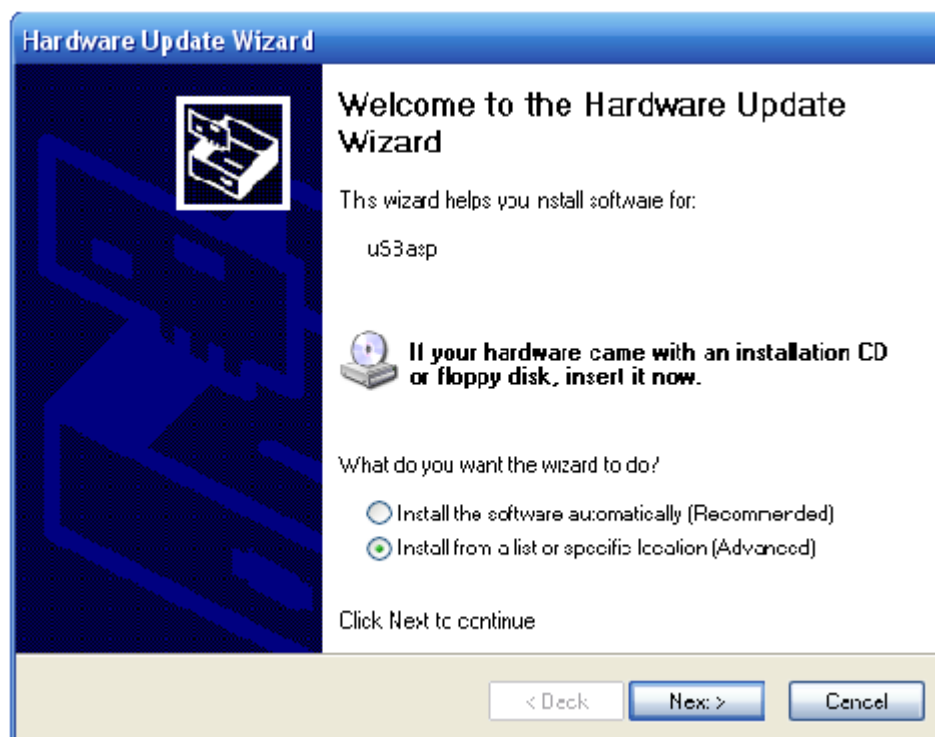 Hardware Update Wizard
Welcome to the Hardware Update
Wizard
This wizard helps you install software for:
USBasp
If your hardware came with an installation CD
or floppy disk, insert it now.
What do you want the wizard to do?
Install the software automatically (Recommended)
Install from a list or specific location (Advanced)
Click Next to continue
< Back
Next >
Cancel